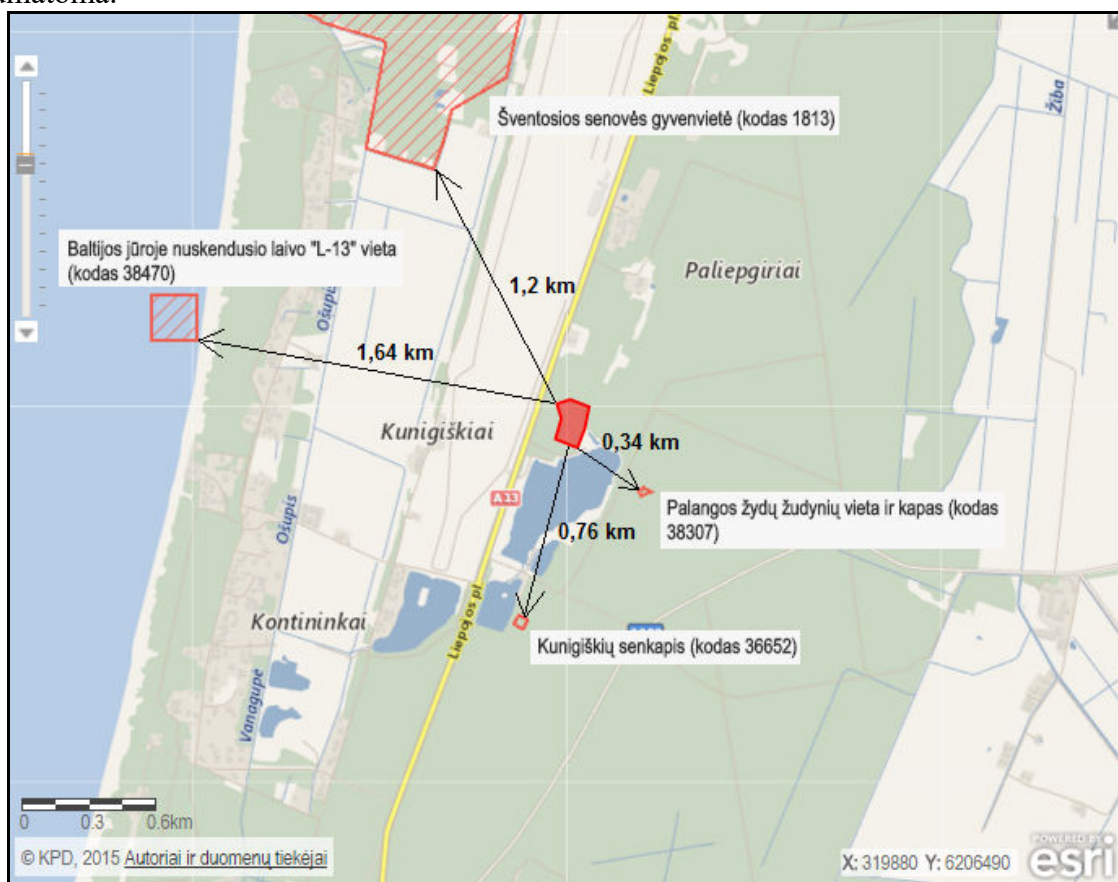 Liepojos pl.
Žiba
Šventosios senovės gyvenvietė (kodas 1813)
Baltijos jūroje nuskendusio laivo "L-13" vieta
(kodas 38470)
Ošupis
Paliepgiriai
1,2 km
1,64 km
Kunigiškiai
0,34 km
A13
Palangos žydų žudynių vieta ir kapas (kodas
38307)
0,76 km
Ošupis
Kontininkai
Liepojos pl.
Kunigiškių senkapis (kodas 36652)
Vanagupė
0 0.3 0.6km
© KPD, 2015 Autoriai ir duomenų tiekėjai
X: 319880 Y: 6206490
POWERED BY
esri